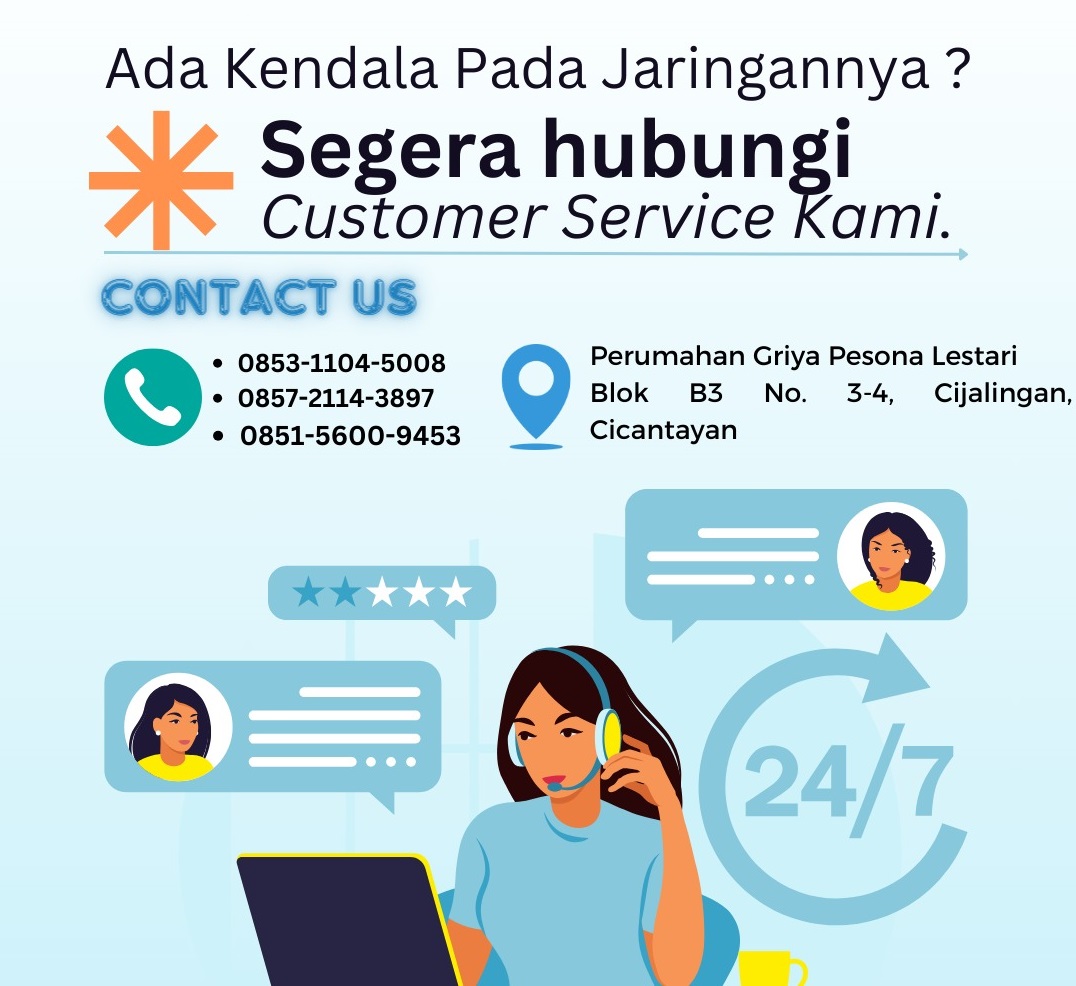 Ada Kendala Pada Jaringannya ?
Segera hubungi
Customer Service Kami.
CONTACT US
• 0853-1104-5008
• 0857-2114-3897
• 0851-5600-9453
Perumahan Griya Pesona Lestari
Blok B3 No. 3-4, Cijalingan,
Cicantayan
24/7